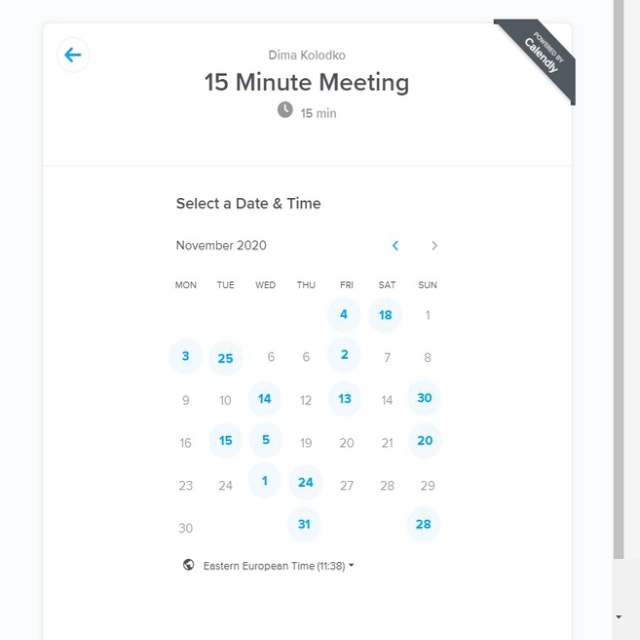 POWERED BY
Calendly
Dima Kolodko
15 Minute Meeting
15 min
Select a Date & Time
November 2020
MON TUE WED THU FRI SAT SUN
4 18 1
3 25 6 6 2 7 8
9 10 14 12 13 14 30
16 15 5 19 20 21 20
23 24 1 24 27 28 29
30 31 28
Eastern European Time (11:38)